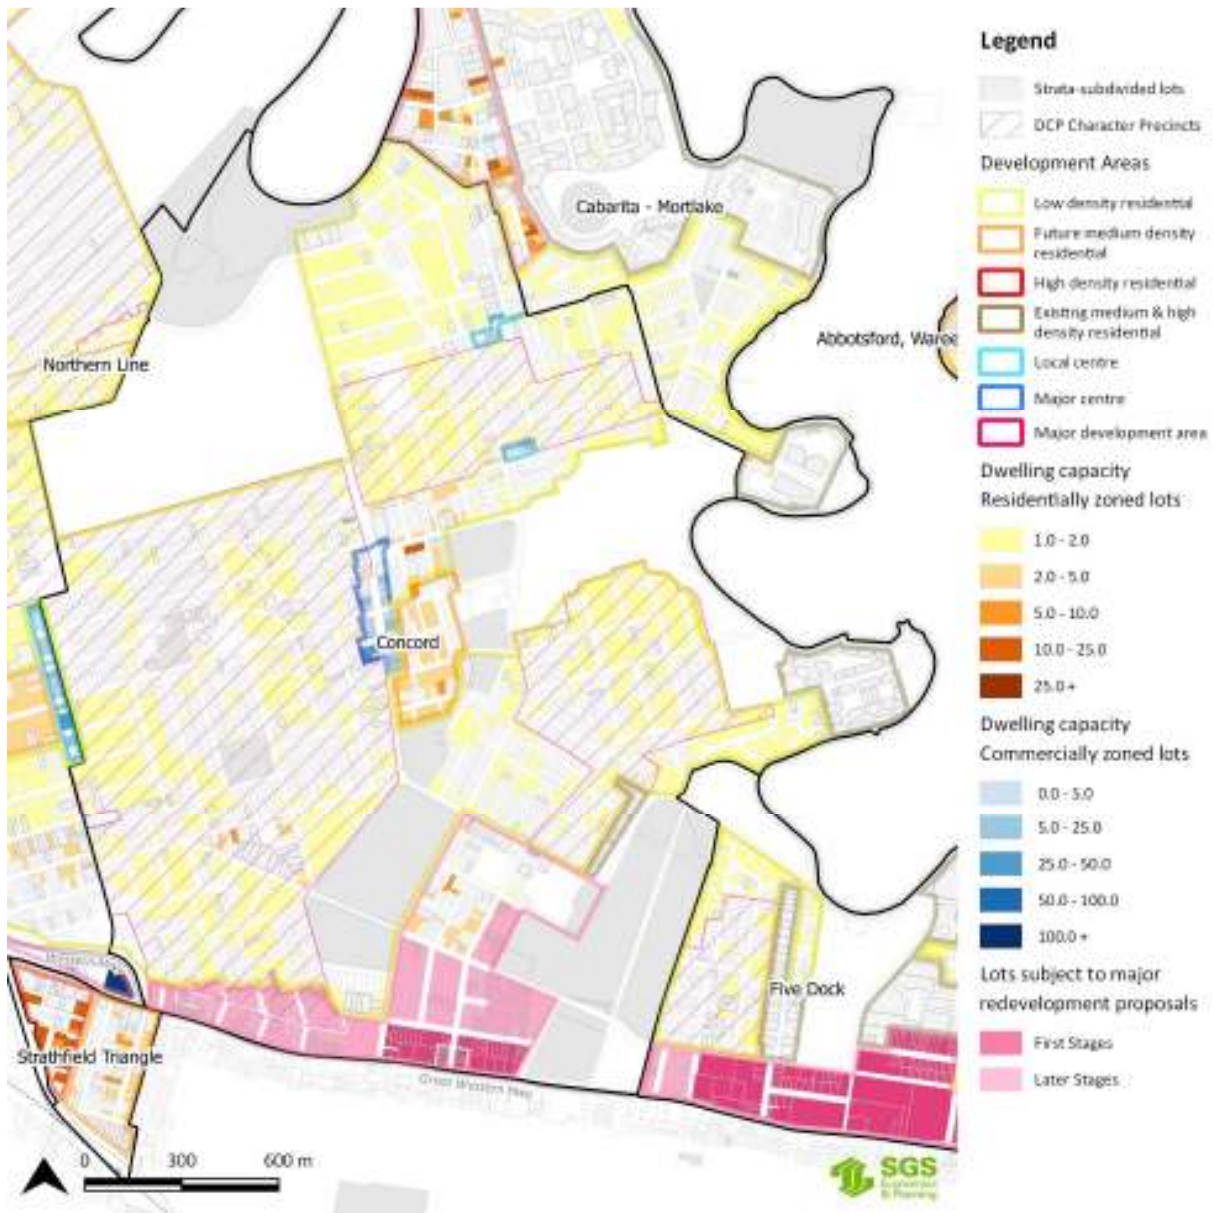 Legend
Strata-subdivided lots
DCP Character Precincts
Development Areas
Low density residential
Future medium density
residential
High density residential
Existing medium & high
density residential
Local centre
Major centre
Major development area
Dwelling capacity
Residentially zoned lots
1.0 - 2.0
2.0 - 5.0
5.0 - 10.0
10.0 - 25.0
25.0 +
Dwelling capacity
Commercially zoned lots
0.0 - 5.0
5.0 - 25.0
25.0 - 50.0
50.0 - 100.0
100.0 +
Lots subject to major
redevelopment proposals
First Stages
Later Stages
Cabarita - Mortlake
Abbotsford, Waree
Northern Line
Concord
Five Dock
Strathfield Triangle
Great Western Hwy
0 300 600 m
SGS
Economics
& Planning